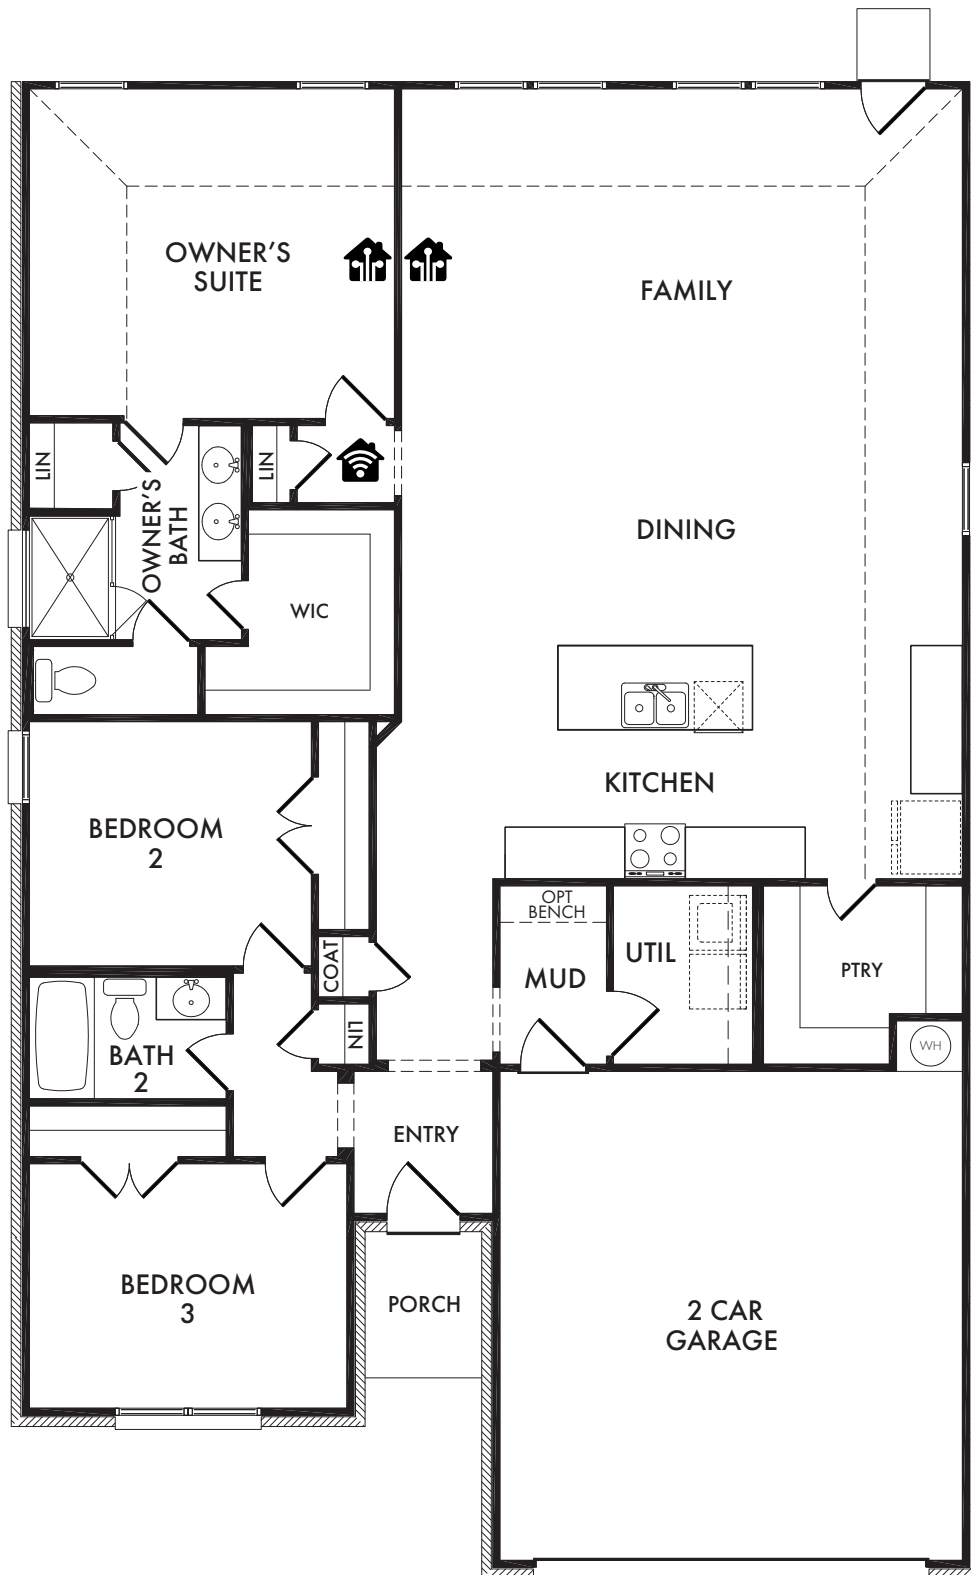 OWNER'S
SUITE
FAMILY
LIN
LIN
OWNER'S
BATH
DINING
WIC
KITCHEN
BEDROOM
2
OPT
BENCH
COAT
MUD
UTIL
PTRY
LIN
BATH
2
WH
ENTRY
BEDROOM
3
PORCH
2 CAR
GARAGE